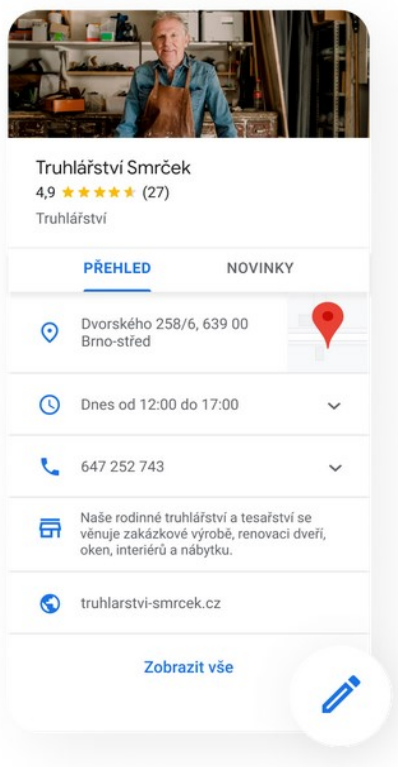 Truhlářství Smrček
4,9 ★★★★★ (27)
Truhlářství
PŘEHLED NOVINKY
Dvorského 258/6, 639 00
Brno-střed
Dnes od 12:00 do 17:00
647 252 743
Naše rodinné truhlářství a tesařství se
věnuje zakázkové výrobě, renovaci dveří,
oken, interiérů a nábytku.
truhlarstvi-smrcek.cz
Zobrazit vše